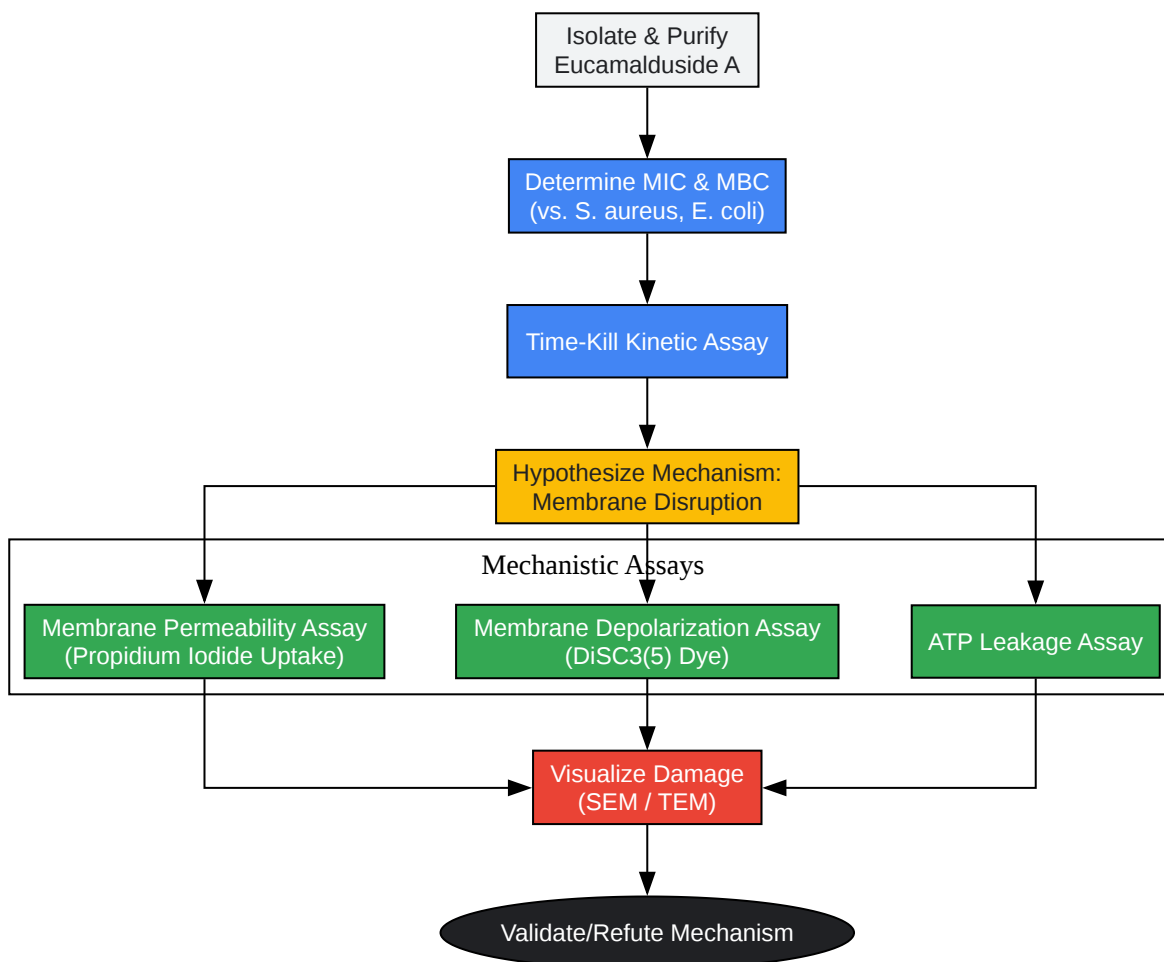 Isolate & Purify
Eucamalduside A
Determine MIC & MBC
(vs. S. aureus, E. coli)
Time-Kill Kinetic Assay
Hypothesize Mechanism:
Membrane Disruption
Mechanistic Assays
Membrane Permeability Assay
(Propidium Iodide Uptake)
Membrane Depolarization Assay
(DiSC3(5) Dye)
ATP Leakage Assay
Visualize Damage
(SEM / TEM)
Validate/Refute Mechanism